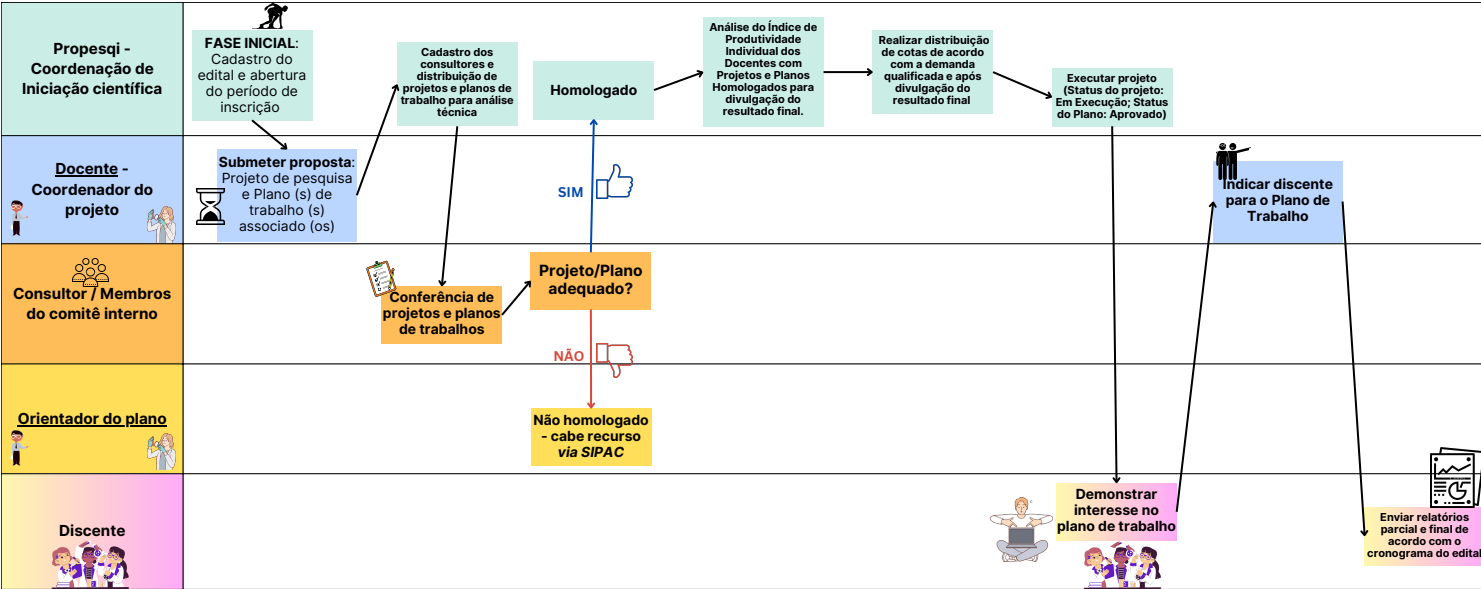 Propesqi -
Coordenação de
Iniciação científica
FASE INICIAL:
Cadastro do
edital e abertura
do período de
inscrição
Cadastro dos
consultores e
distribuição de
projetos e planos de
trabalho para análise
técnica
Homologado
Análise do Índice de
Produtividade
Individual dos
Docentes com
Projetos e Planos
Homologados para
divulgação do
resultado final.
Realizar distribuição
de cotas de acordo
com a demanda
qualificada e após
divulgação do
resultado final
Executar projeto
(Status do projeto:
Em Execução; Status
do Plano: Aprovado)
Docente -
Coordenador do
projeto
Submeter proposta:
Projeto de pesquisa
e Plano (s) de
trabalho (s)
associado (os)
SIM
Indicar discente
para o Plano de
Trabalho
Consultor / Membros
do comitê interno
Conferência de
projetos e planos
de trabalhos
Projeto/Plano
adequado?
NÃO
Orientador do plano
Não homologado
- cabe recurso
via SIPAC
Discente
Demonstrar
interesse no
plano de trabalho
Enviar relatórios
parcial e final de
acordo com o
cronograma do edital